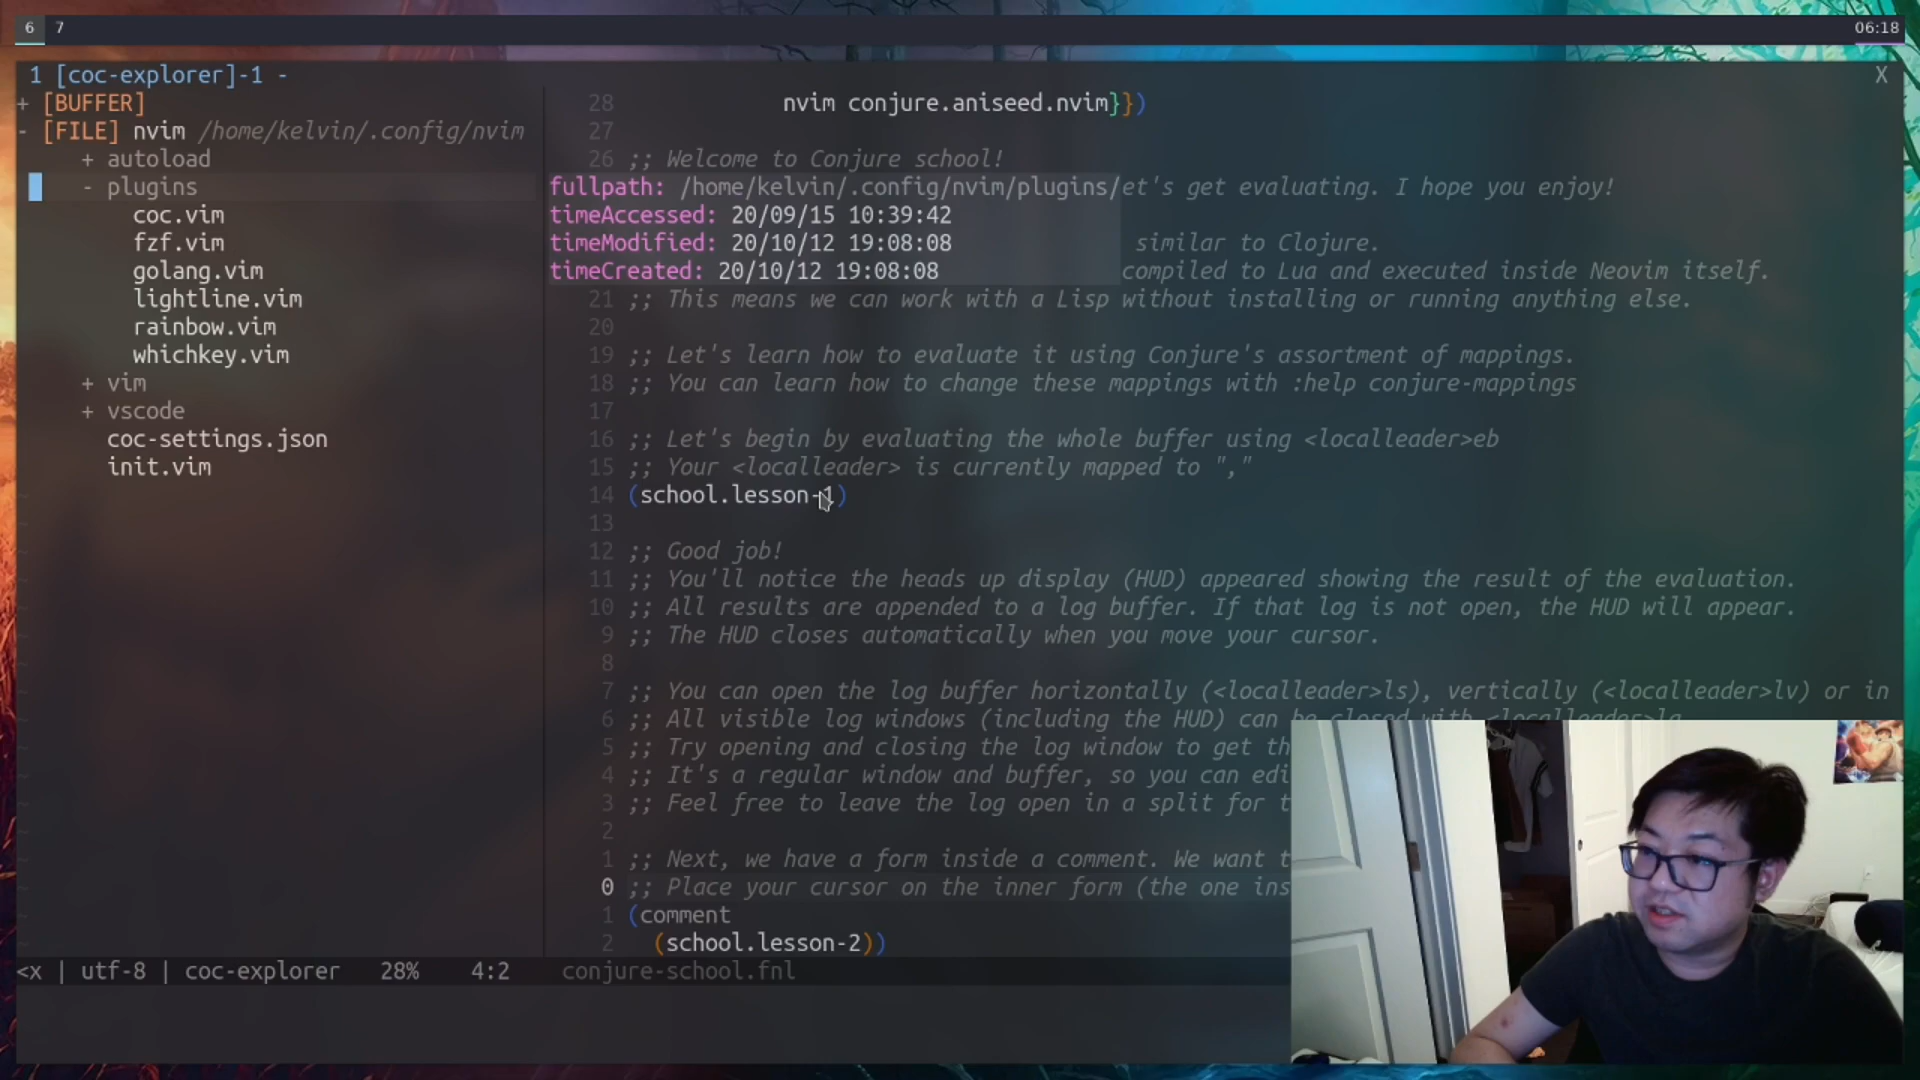 6 7 06:18
1 [coc-explorer]-1 - X
+ [BUFFER]
- [FILE] nvim /home/kelvin/.config/nvim
+ autoload
- plugins
coc.vim
fzf.vim
golang.vim
lightline.vim
rainbow.vim
whichkey.vim
+ vim
+ vscode
coc-settings.json
init.vim
28 nvim conjure.aniseed.nvim}})
27
26 ;; Welcome to Conjure school!
fullpath: /home/kelvin/.config/nvim/plugins/et's get evaluating. I hope you enjoy!
timeAccessed: 20/09/15 10:39:42
timeModified: 20/10/12 19:08:08 similar to Clojure.
timeCreated: 20/10/12 19:08:08 compiled to Lua and executed inside Neovim itself.
21 ;; This means we can work with a Lisp without installing or running anything else.
20
19 ;; Let's learn how to evaluate it using Conjure's assortment of mappings.
18 ;; You can learn how to change these mappings with :help conjure-mappings
17
16 ;; Let's begin by evaluating the whole buffer using <localleader>eb
15 ;; Your <localleader> is currently mapped to ","
14 (school.lesson-1)
13
12 ;; Good job!
11 ;; You'll notice the heads up display (HUD) appeared showing the result of the evaluation.
10 ;; All results are appended to a log buffer. If that log is not open, the HUD will appear.
9 ;; The HUD closes automatically when you move your cursor.
8
7 ;; You can open the log buffer horizontally (<localleader>ls), vertically (<localleader>lv) or in
6 ;; All visible log windows (including the HUD) can be closed with <localleader>lq
5 ;; Try opening and closing the log window to get th
4 ;; It's a regular window and buffer, so you can edi
3 ;; Feel free to leave the log open in a split for t
2
1 ;; Next, we have a form inside a comment. We want t
0 ;; Place your cursor on the inner form (the one ins
1 (comment
2 (school.lesson-2))
<x | utf-8 | coc-explorer 28% 4:2 conjure-school.fnl